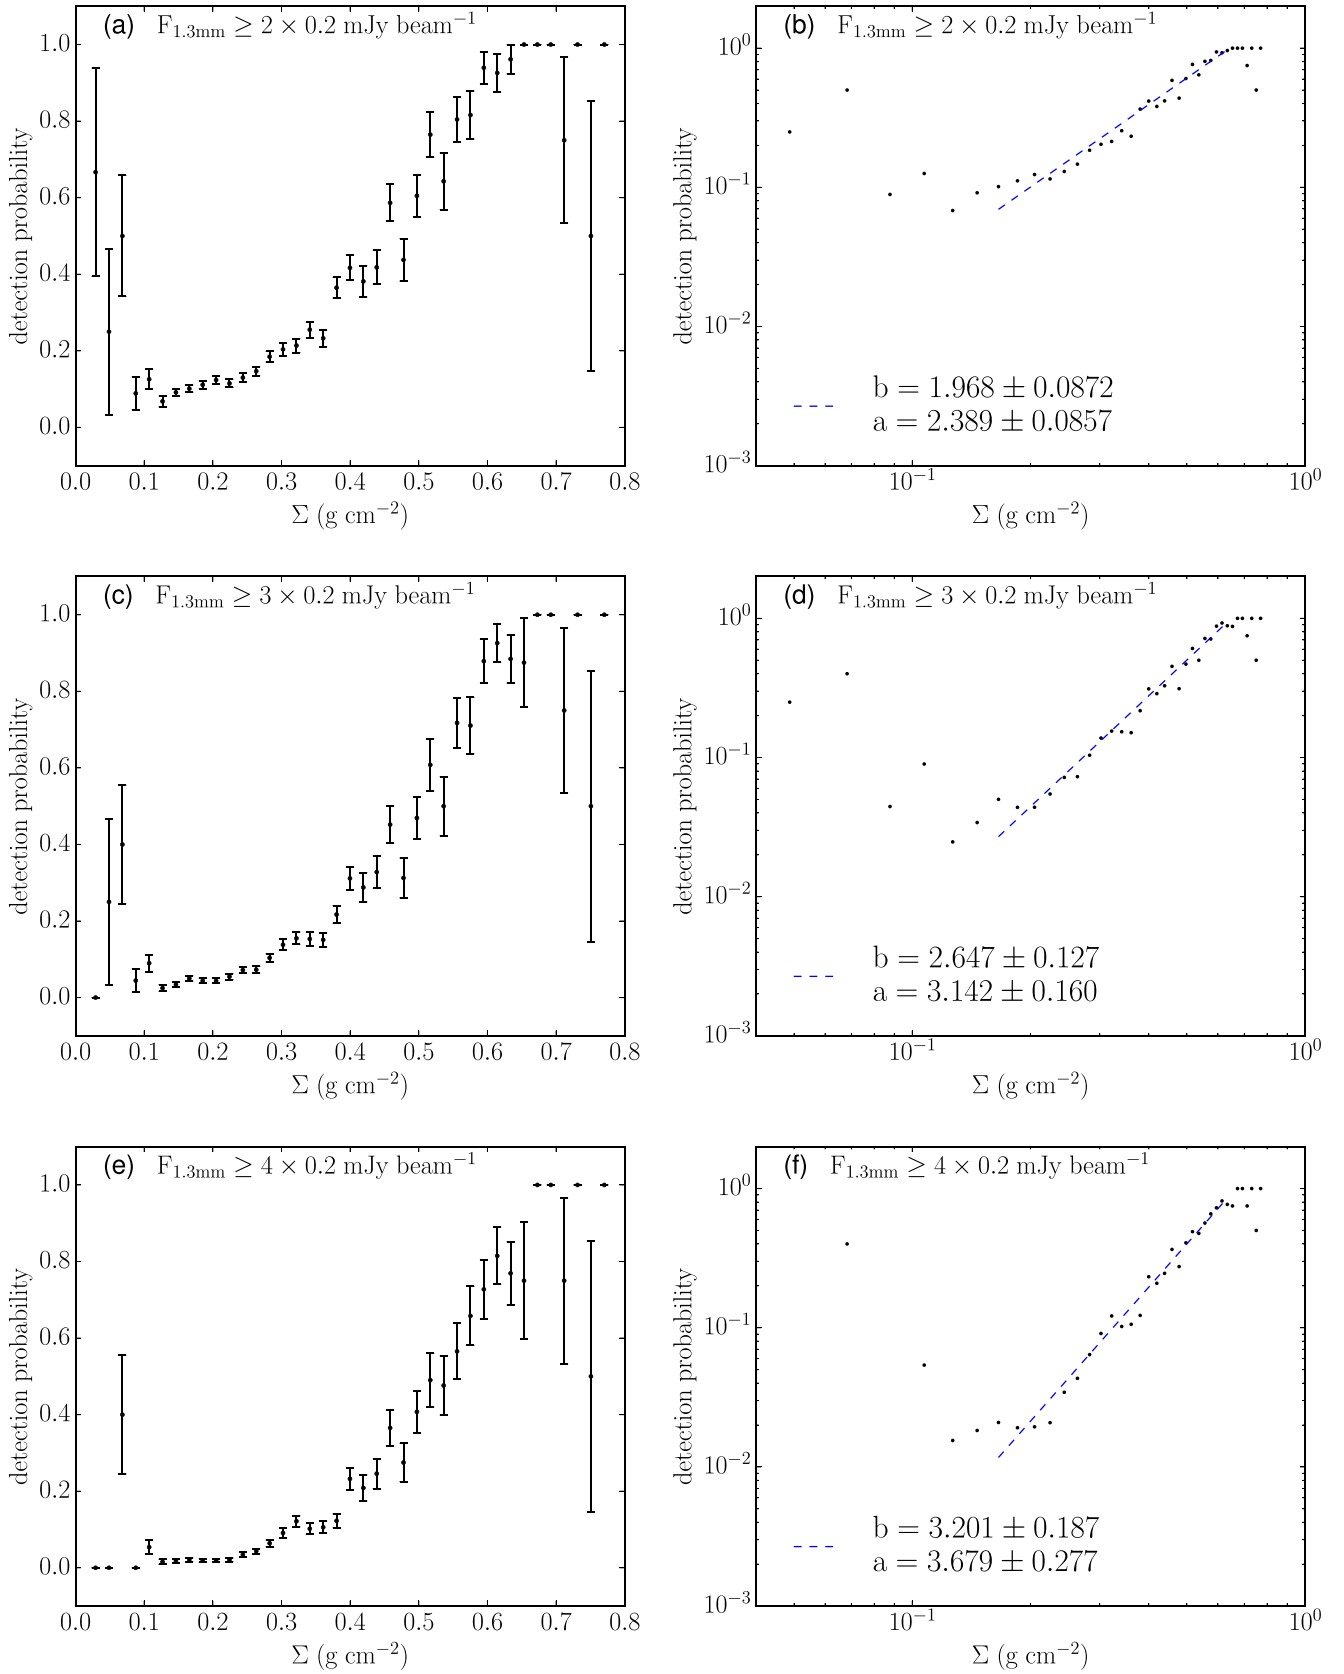 (a) F1.3mm ≥ 2 × 0.2 mJy beam−1
1.0
0.8
0.6
0.4
0.2
0.0
detection probability
0.0 0.1 0.2 0.3 0.4 0.5 0.6 0.7 0.8
Σ (g cm−2)
(b) F1.3mm ≥ 2 × 0.2 mJy beam−1
10^0
10^−1
10^−2
10^−3
detection probability
b = 1.968 ± 0.0872
a = 2.389 ± 0.0857
10^−1 10^0
Σ (g cm−2)
(c) F1.3mm ≥ 3 × 0.2 mJy beam−1
1.0
0.8
0.6
0.4
0.2
0.0
detection probability
0.0 0.1 0.2 0.3 0.4 0.5 0.6 0.7 0.8
Σ (g cm−2)
(d) F1.3mm ≥ 3 × 0.2 mJy beam−1
10^0
10^−1
10^−2
10^−3
detection probability
b = 2.647 ± 0.127
a = 3.142 ± 0.160
10^−1 10^0
Σ (g cm−2)
(e) F1.3mm ≥ 4 × 0.2 mJy beam−1
1.0
0.8
0.6
0.4
0.2
0.0
detection probability
0.0 0.1 0.2 0.3 0.4 0.5 0.6 0.7 0.8
Σ (g cm−2)
(f) F1.3mm ≥ 4 × 0.2 mJy beam−1
10^0
10^−1
10^−2
10^−3
detection probability
b = 3.201 ± 0.187
a = 3.679 ± 0.277
10^−1 10^0
Σ (g cm−2)